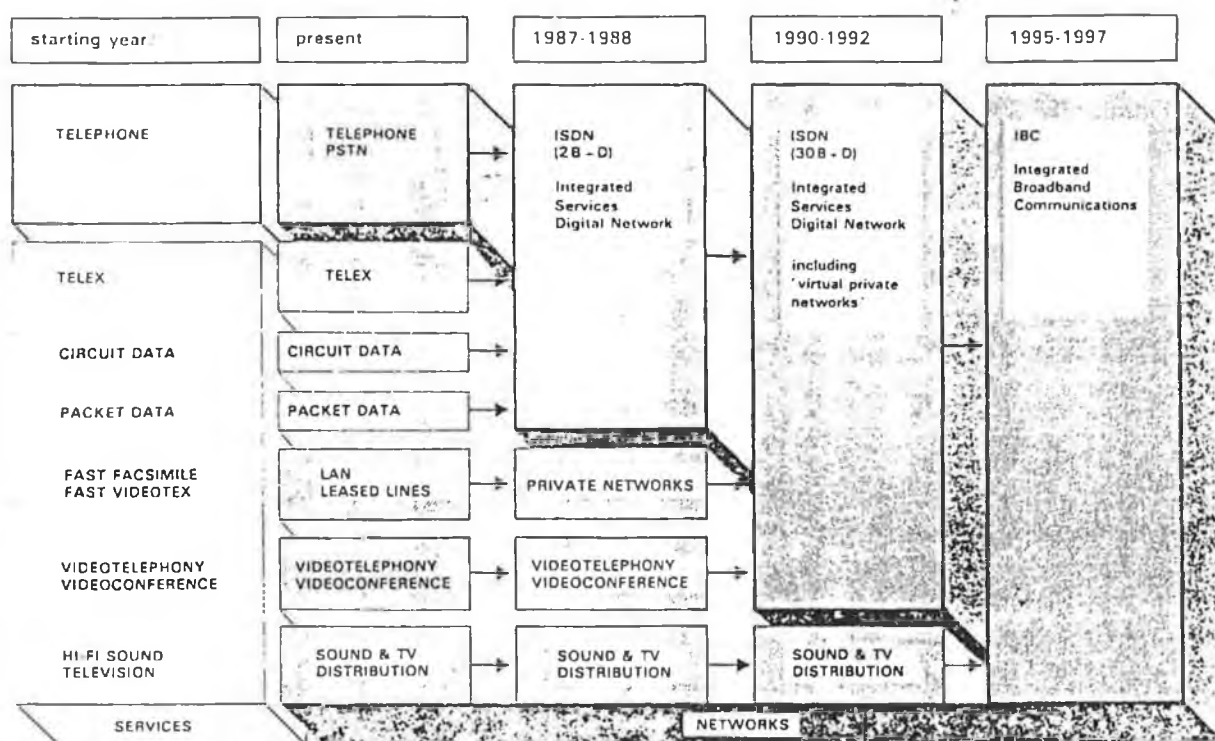 starting year
present
1987-1988
1990-1992
1995-1997
TELEPHONE
TELEX
CIRCUIT DATA
PACKET DATA
FAST FACSIMILE
FAST VIDEOTEX
VIDEOTELEPHONY
VIDEOCONFERENCE
HI-FI SOUND
TELEVISION
SERVICES
TELEPHONE
PSTN
TELEX
CIRCUIT DATA
PACKET DATA
LAN
LEASED LINES
VIDEOTELEPHONY
VIDEOCONFERENCE
SOUND & TV
DISTRIBUTION
ISDN
(2B - D)
Integrated
Services
Digital Network
PRIVATE NETWORKS
VIDEOTELEPHONY
VIDEOCONFERENCE
SOUND & TV
DISTRIBUTION
ISDN
(30B - D)
Integrated
Services
Digital Network
including
'virtual private
networks'
SOUND & TV
DISTRIBUTION
IBC
Integrated
Broadband
Communications
NETWORKS